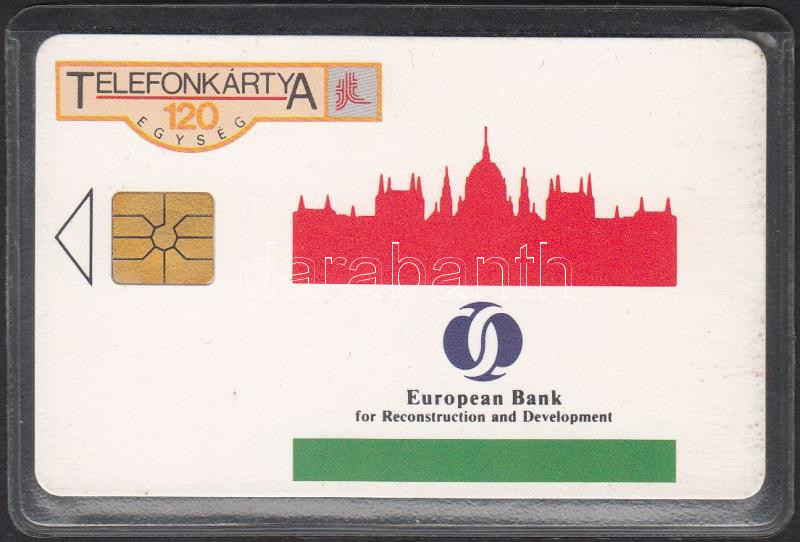 TELEFONKÁRTYA
120
EGYSÉG
darabanth
European Bank
for Reconstruction and Development